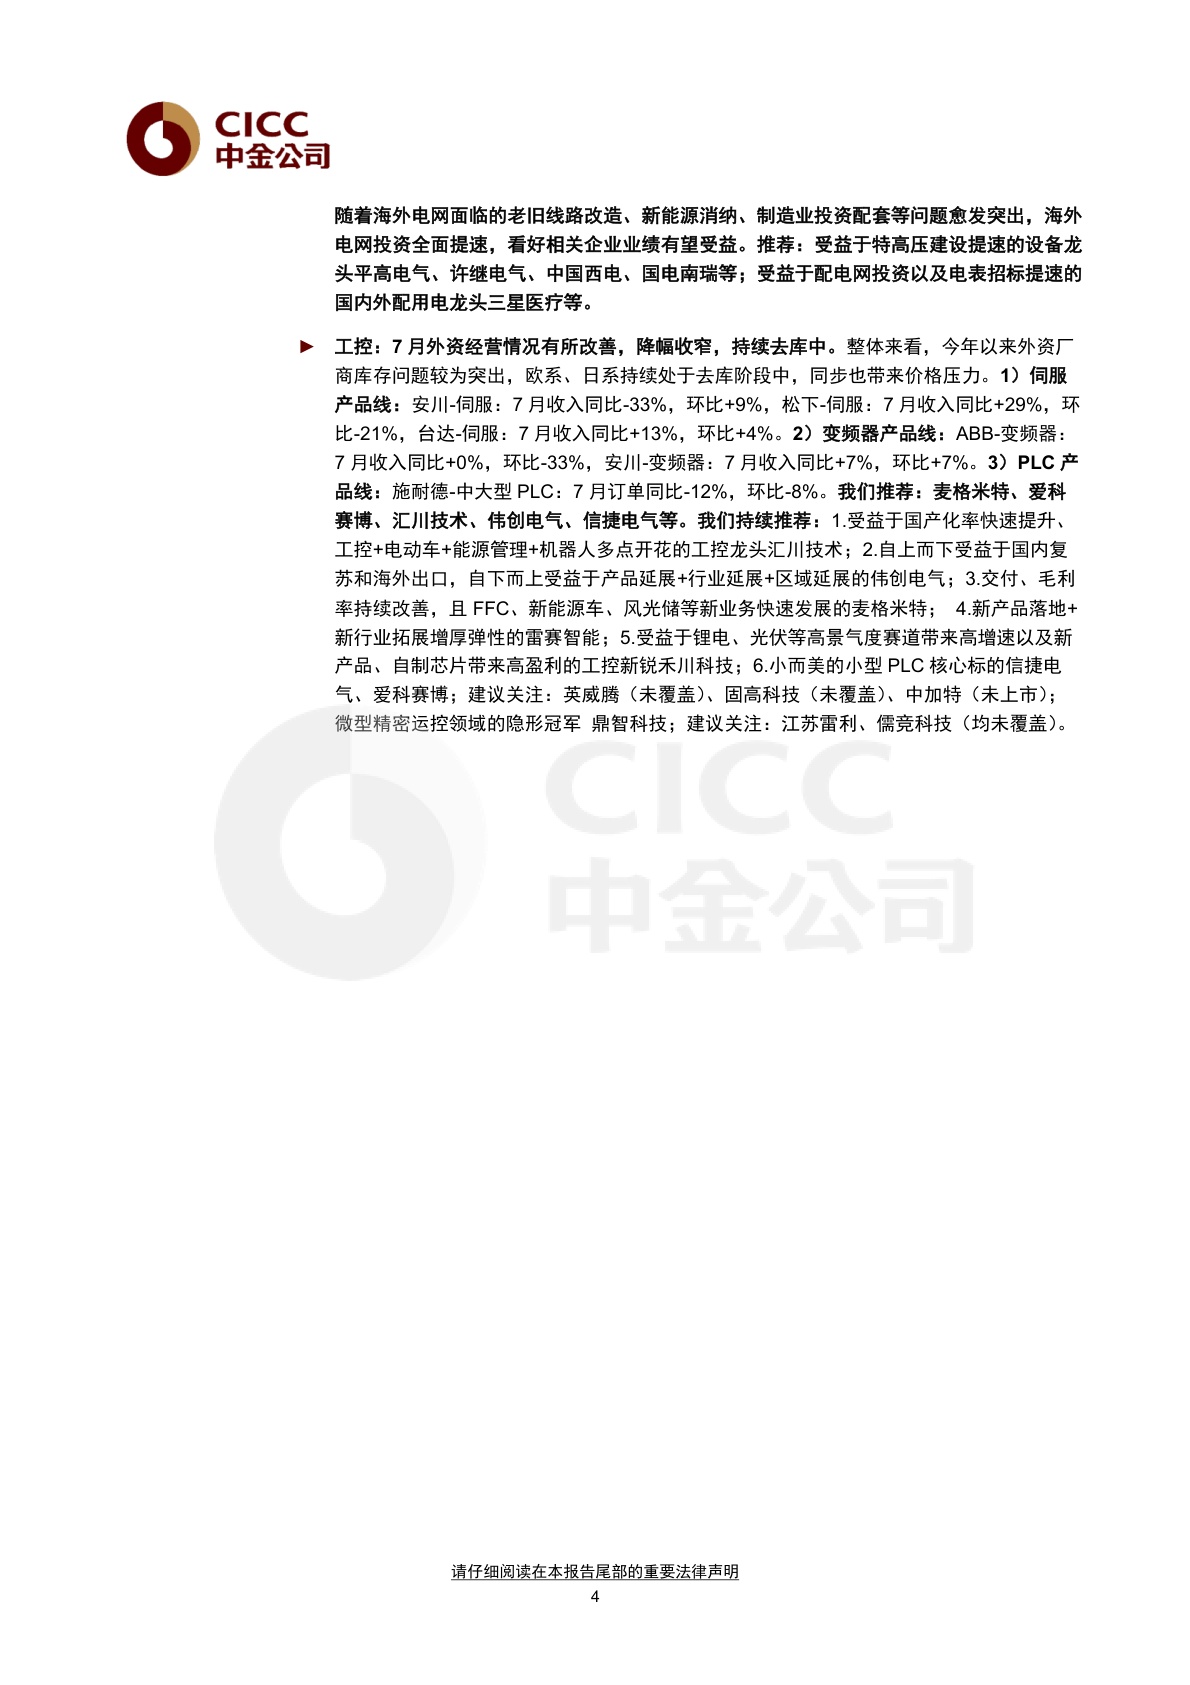 CICC
中金公司
随着海外电网面临的老旧线路改造、新能源消纳、制造业投资配套等问题愈发突出，海外
电网投资全面提速，看好相关企业业绩有望受益。推荐：受益于特高压建设提速的设备龙
头平高电气、许继电气、中国西电、国电南瑞等；受益于配电网投资以及电表招标提速的
国内外配用电龙头三星医疗等。
► 工控：7 月外资经营情况有所改善，降幅收窄，持续去库中。整体来看，今年以来外资厂
商库存问题较为突出，欧系、日系持续处于去库阶段中，同步也带来价格压力。1）伺服
产品线：安川-伺服：7 月收入同比-33%，环比+9%，松下-伺服：7 月收入同比+29%，环
比-21%，台达-伺服：7 月收入同比+13%，环比+4%。2）变频器产品线：ABB-变频器：
7 月收入同比+0%，环比-33%，安川-变频器：7 月收入同比+7%，环比+7%。3）PLC 产
品线：施耐德-中大型 PLC：7 月订单同比-12%，环比-8%。我们推荐：麦格米特、爱科
赛博、汇川技术、伟创电气、信捷电气等。我们持续推荐：1.受益于国产化率快速提升、
工控+电动车+能源管理+机器人多点开花的工控龙头汇川技术；2.自上而下受益于国内复
苏和海外出口，自下而上受益于产品延展+行业延展+区域延展的伟创电气；3.交付、毛利
率持续改善，且 FFC、新能源车、风光储等新业务快速发展的麦格米特； 4.新产品落地+
新行业拓展增厚弹性的雷赛智能；5.受益于锂电、光伏等高景气度赛道带来高增速以及新
产品、自制芯片带来高盈利的工控新锐禾川科技；6.小而美的小型 PLC 核心标的信捷电
气、爱科赛博；建议关注：英威腾（未覆盖）、固高科技（未覆盖）、中加特（未上市）；
微型精密运控领域的隐形冠军 鼎智科技；建议关注：江苏雷利、儒竞科技（均未覆盖）。
CICC
中金公司
请仔细阅读在本报告尾部的重要法律声明
4